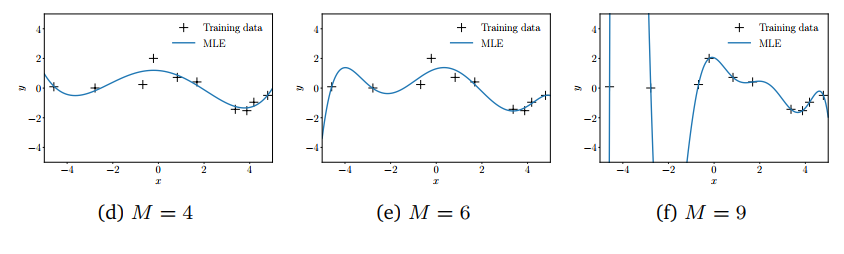 4
2
0
−2
−4
y
−4 −2 0 2 4
x
Training data
MLE
(d) M = 4
4
2
0
−2
−4
y
−4 −2 0 2 4
x
Training data
MLE
(e) M = 6
4
2
0
−2
−4
y
−4 −2 0 2 4
x
Training data
MLE
(f) M = 9